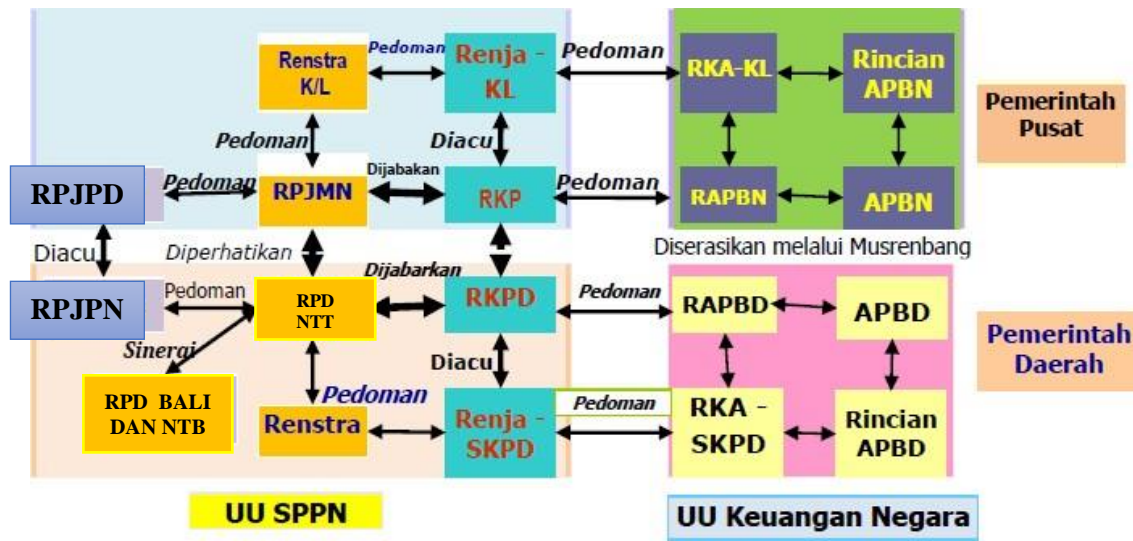 Renstra
K/L
Pedoman
Renja -
KL
Pedoman
RKA-KL
Rincian
APBN
Pemerintah
Pusat
Pedoman
Diacu
RPJPD
Pedoman
RPJMN
Dijabakan
RKP
Pedoman
RAPBN
APBN
Diacu
Diperhatikan
Diserasikan melalui Musrenbang
RPJPN
Pedoman
RPD
NTT
Dijabarkan
RKPD
Pedoman
RAPBD
APBD
Pemerintah
Daerah
Sinerai
Diacu
RPD BALI
DAN NTB
Pedoman
Renstra
Renja -
SKPD
Pedoman
RKA -
SKPD
Rincian
APBD
UU SPPN
UU Keuangan Negara